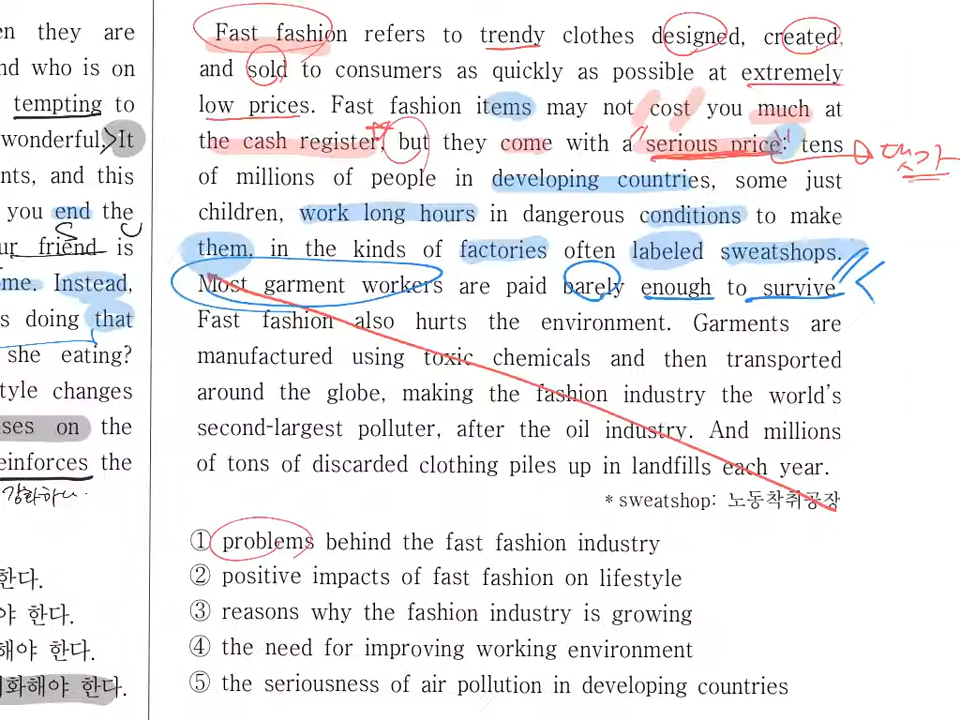 en they are
nd who is on
tempting to
wonderful. It
nts, and this
you end the
ur friend is
me. Instead,
s doing that
she eating?
tyle changes
ses on the
einforces the
강화하니..
한다.
야 한다.
해야 한다.
화해야 한다.
Fast fashion refers to trendy clothes designed, created,
and sold to consumers as quickly as possible at extremely
low prices. Fast fashion items may not cost you much at
the cash register, but they come with a serious price: tens
대가
of millions of people in developing countries, some just
children, work long hours in dangerous conditions to make
them, in the kinds of factories often labeled sweatshops.
Most garment workers are paid barely enough to survive.
Fast fashion also hurts the environment. Garments are
manufactured using toxic chemicals and then transported
around the globe, making the fashion industry the world's
second-largest polluter, after the oil industry. And millions
of tons of discarded clothing piles up in landfills each year.
* sweatshop: 노동착취공장
① problems behind the fast fashion industry
② positive impacts of fast fashion on lifestyle
③ reasons why the fashion industry is growing
④ the need for improving working environment
⑤ the seriousness of air pollution in developing countries